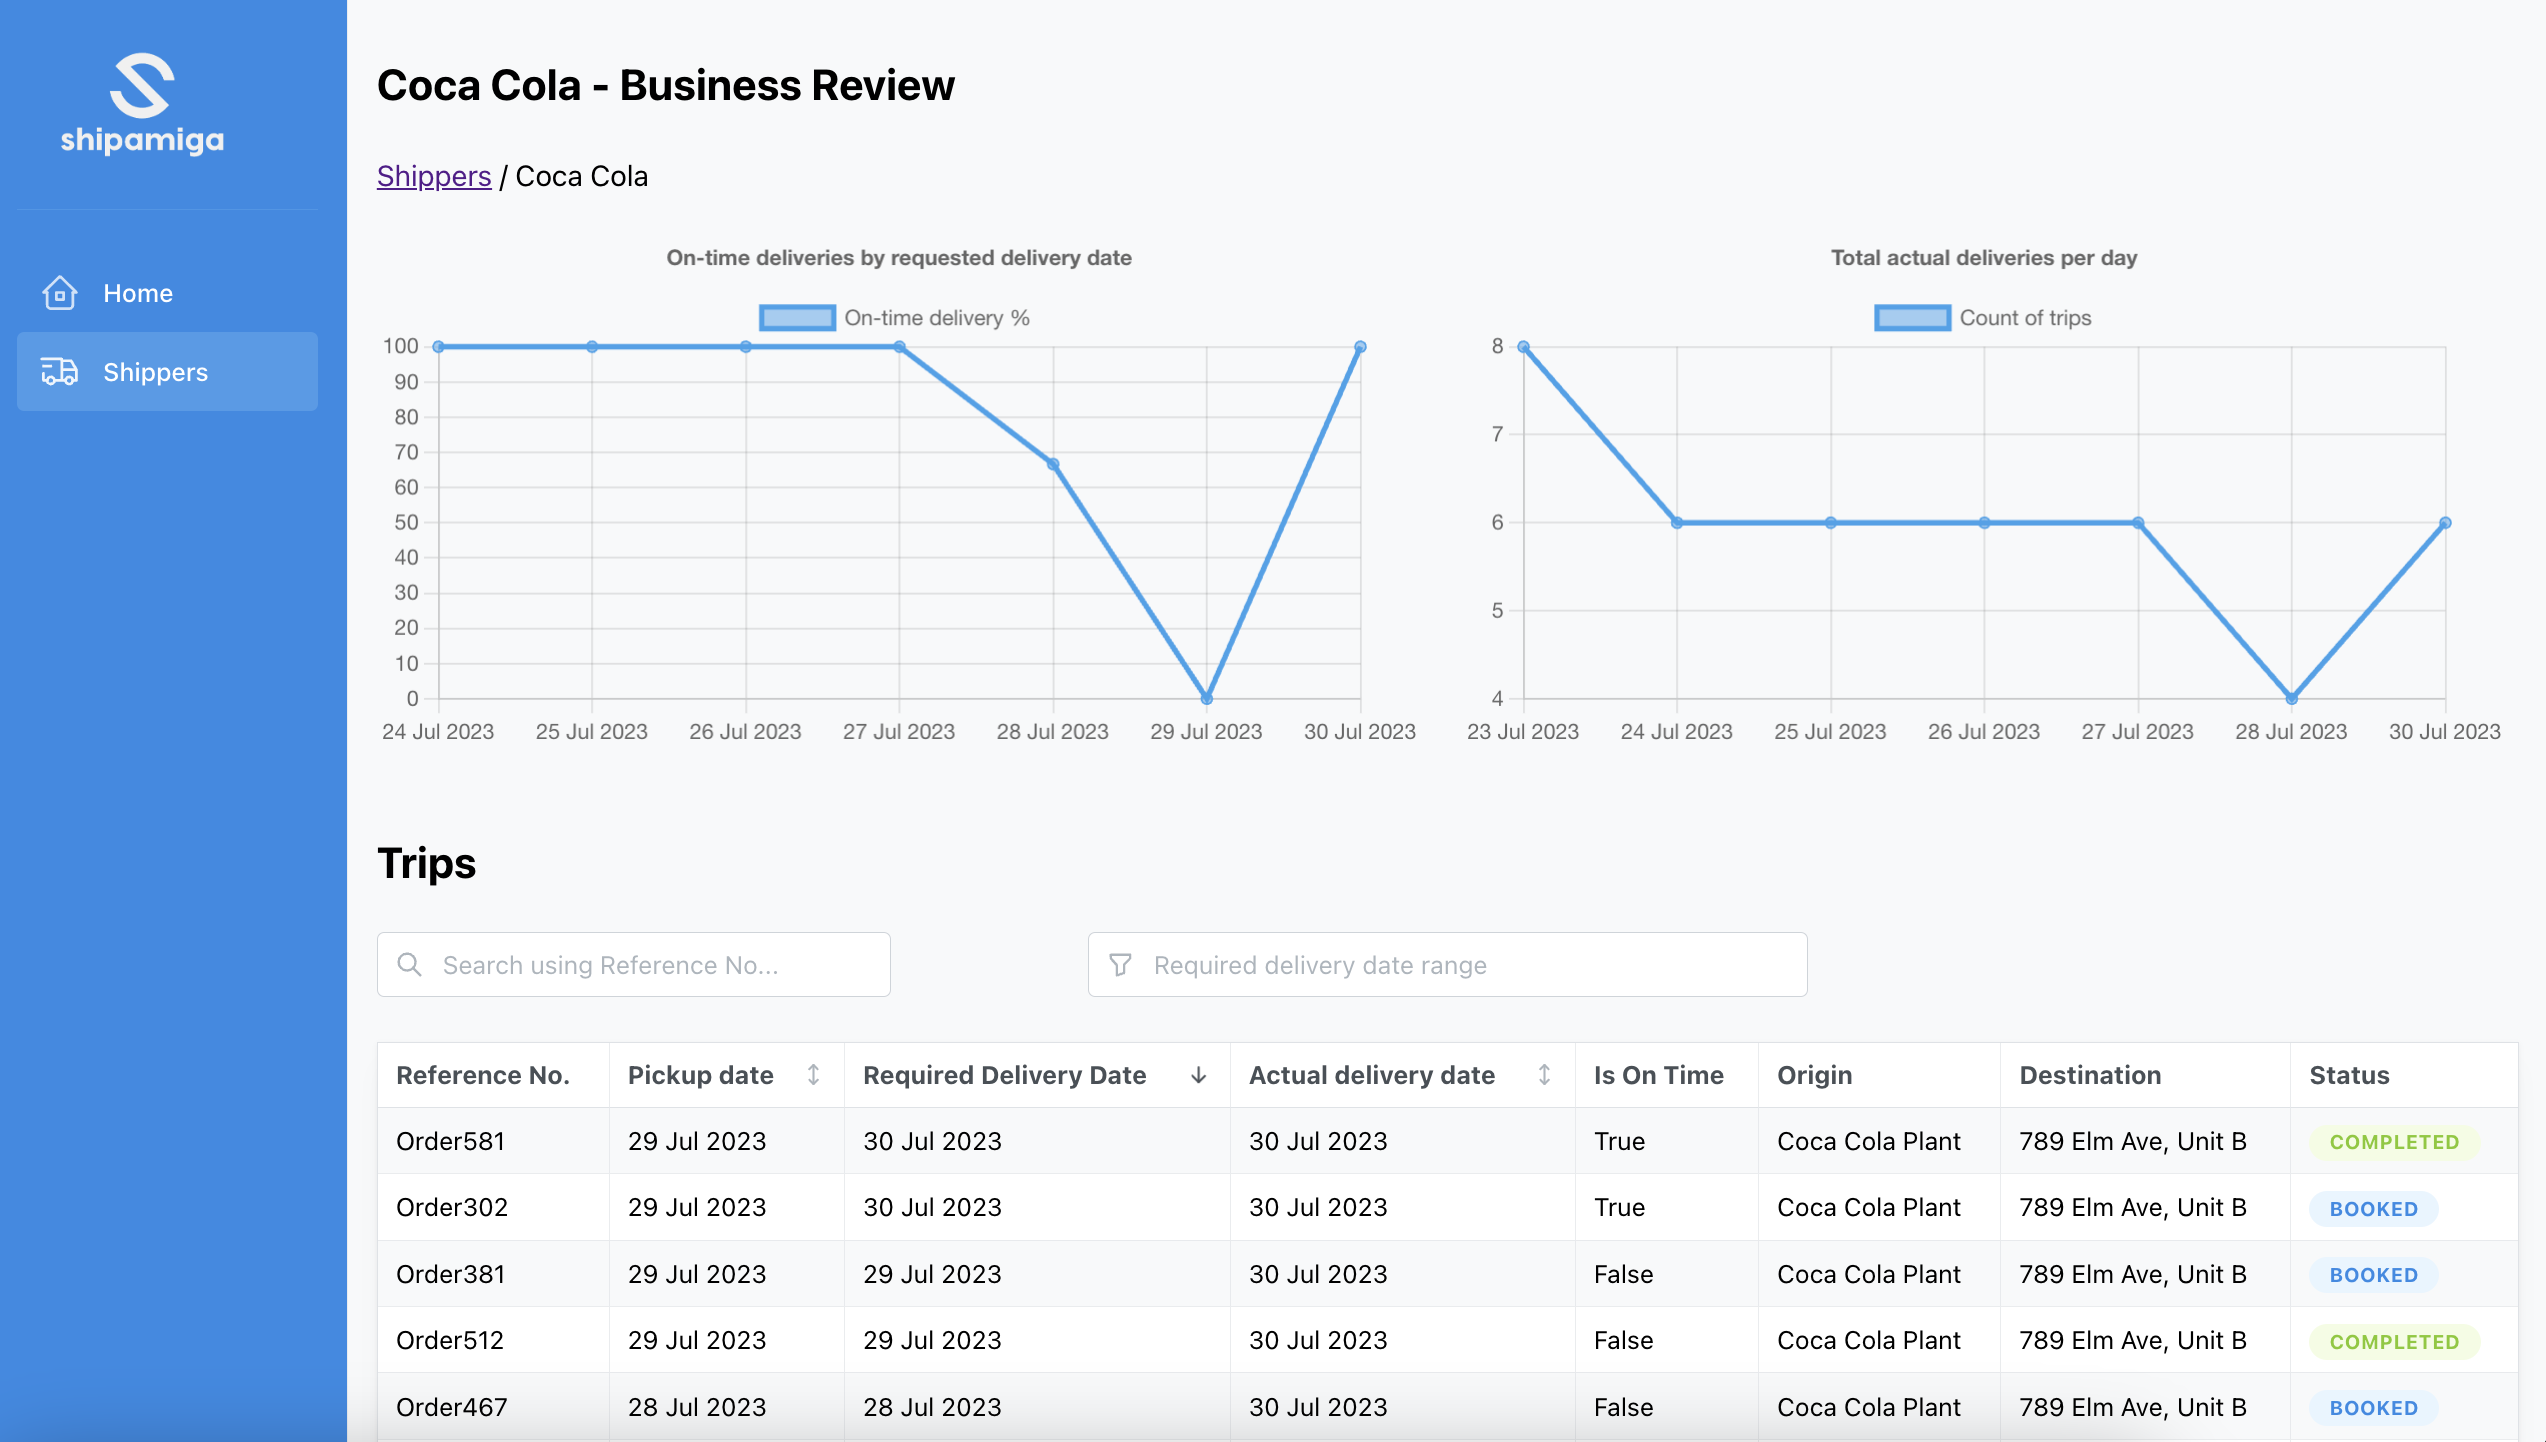 shipamiga
Home
Shippers
Coca Cola - Business Review
Shippers / Coca Cola
On-time deliveries by requested delivery date
On-time delivery %
100
90
80
70
60
50
40
30
20
10
0
24 Jul 2023 25 Jul 2023 26 Jul 2023 27 Jul 2023 28 Jul 2023 29 Jul 2023 30 Jul 2023
Total actual deliveries per day
Count of trips
8
7
6
5
4
23 Jul 2023 24 Jul 2023 25 Jul 2023 26 Jul 2023 27 Jul 2023 28 Jul 2023 30 Jul 2023
Trips
Search using Reference No...
Required delivery date range
Reference No. Pickup date Required Delivery Date Actual delivery date Is On Time Origin Destination Status
Order581 29 Jul 2023 30 Jul 2023 30 Jul 2023 True Coca Cola Plant 789 Elm Ave, Unit B COMPLETED
Order302 29 Jul 2023 30 Jul 2023 30 Jul 2023 True Coca Cola Plant 789 Elm Ave, Unit B BOOKED
Order381 29 Jul 2023 29 Jul 2023 30 Jul 2023 False Coca Cola Plant 789 Elm Ave, Unit B BOOKED
Order512 29 Jul 2023 29 Jul 2023 30 Jul 2023 False Coca Cola Plant 789 Elm Ave, Unit B COMPLETED
Order467 28 Jul 2023 28 Jul 2023 30 Jul 2023 False Coca Cola Plant 789 Elm Ave, Unit B BOOKED